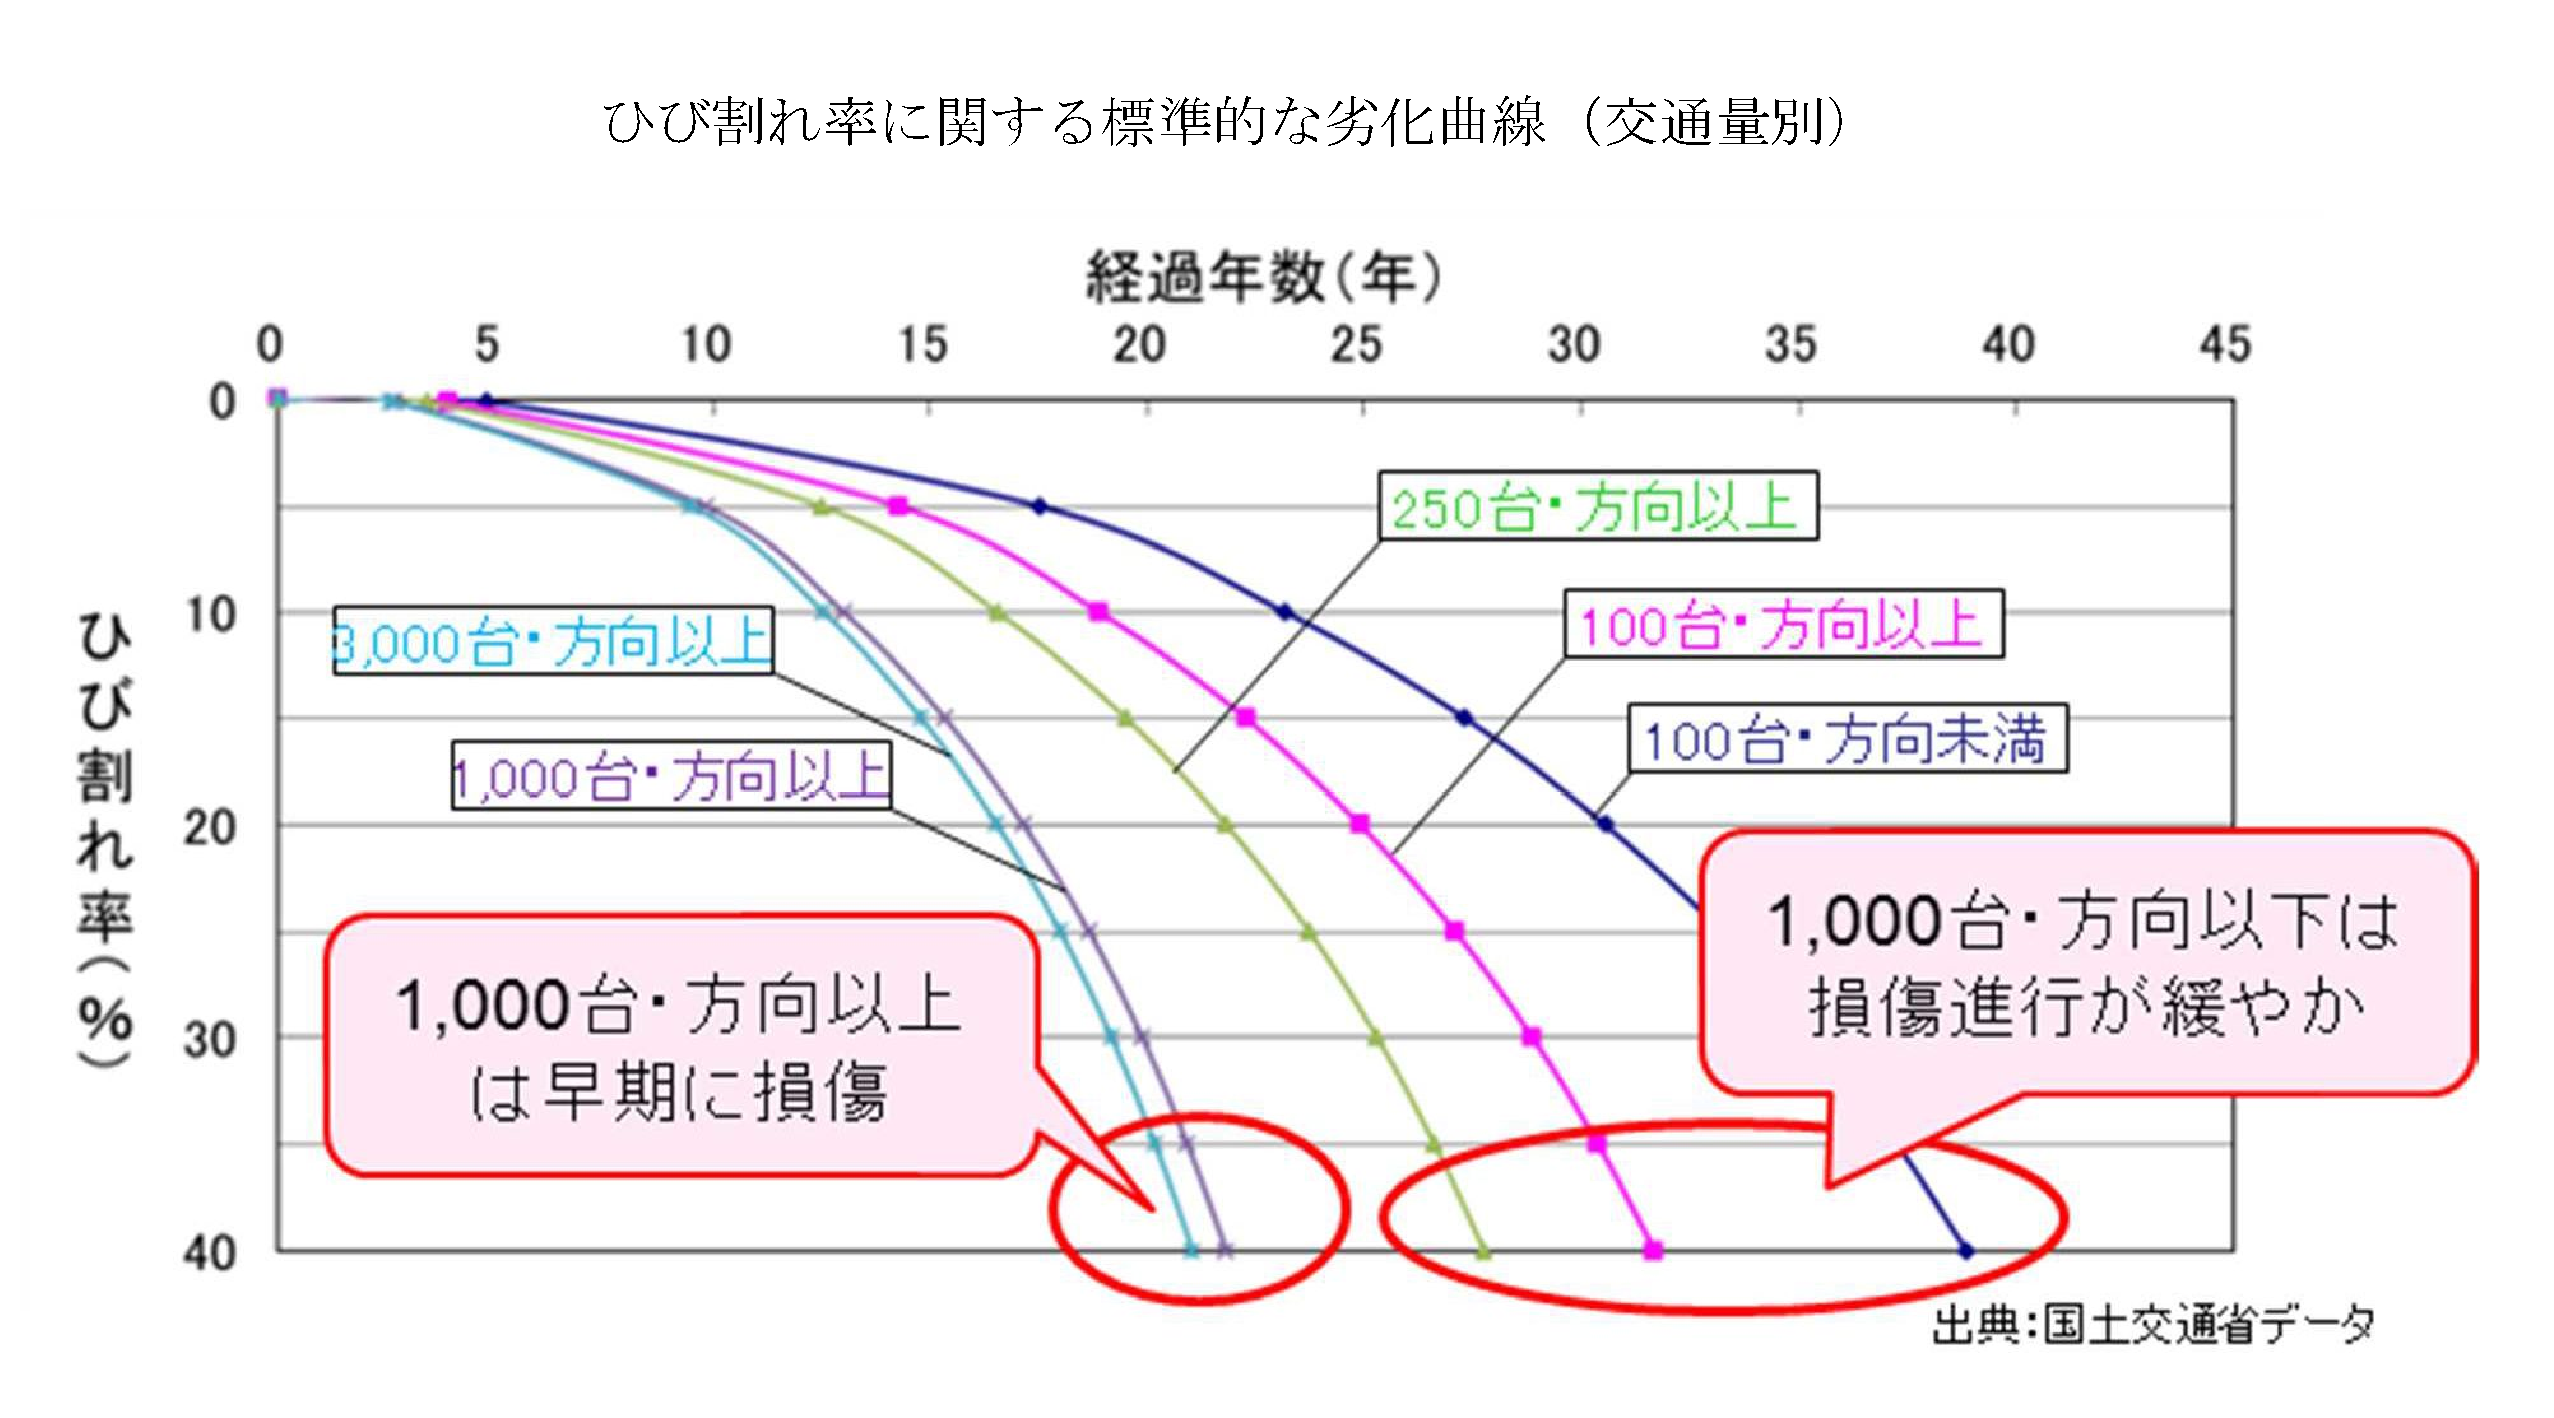 ひび割れ率に関する標準的な劣化曲線（交通量別）
経過年数(年)
0 5 10 15 20 25 30 35 40 45
0
10
20
30
40
ひび割れ率(%)
250台・方向以上
100台・方向以上
100台・方向未満
3,000台・方向以上
1,000台・方向以上
1,000台・方向以上
は早期に損傷
1,000台・方向以下は
損傷進行が緩やか
出典:国土交通省データ